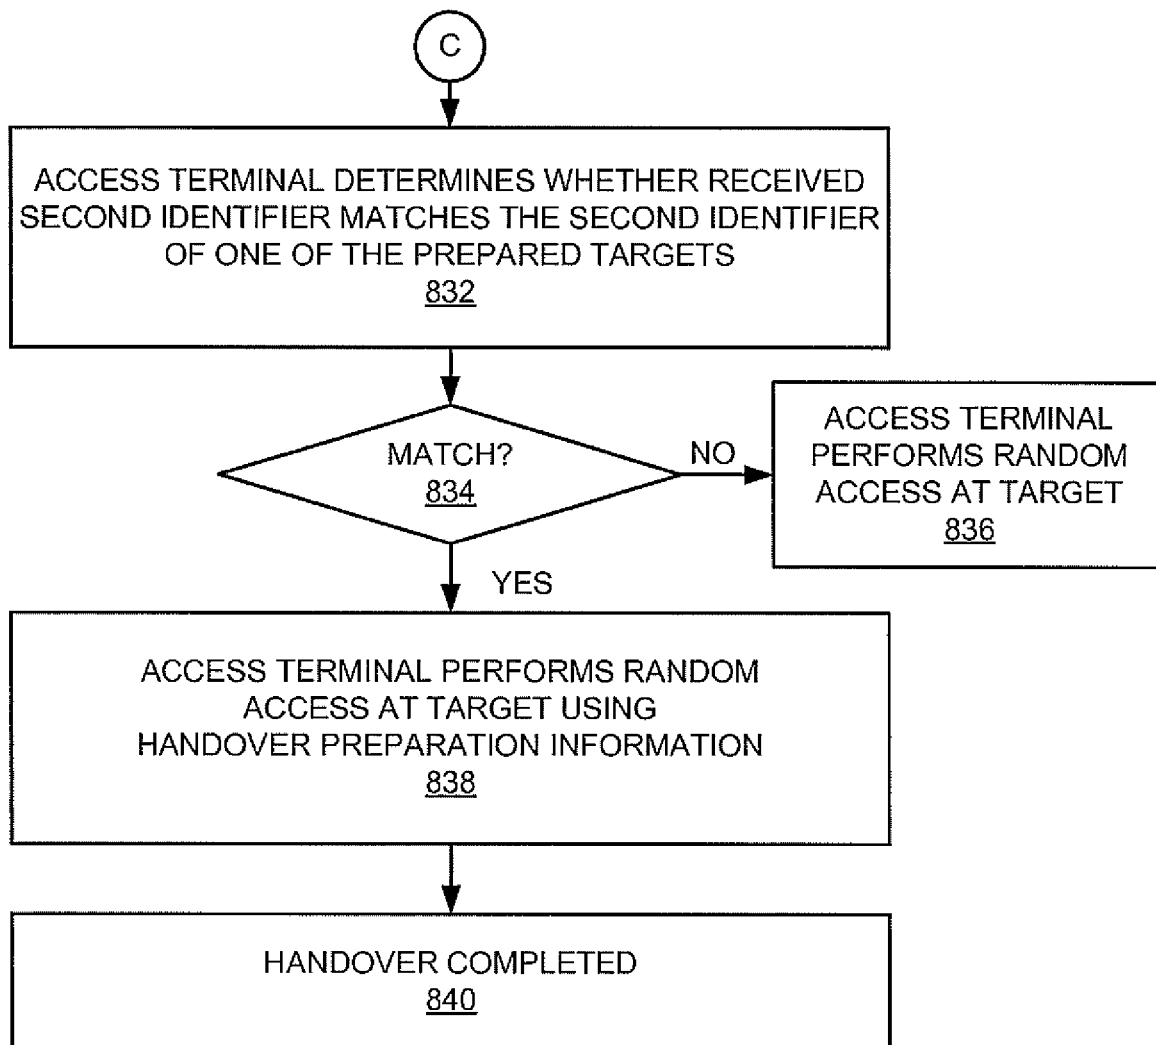 C
ACCESS TERMINAL DETERMINES WHETHER RECEIVED
SECOND IDENTIFIER MATCHES THE SECOND IDENTIFIER
OF ONE OF THE PREPARED TARGETS
832
MATCH?
834
NO
ACCESS TERMINAL
PERFORMS RANDOM
ACCESS AT TARGET
836
YES
ACCESS TERMINAL PERFORMS RANDOM
ACCESS AT TARGET USING
HANDOVER PREPARATION INFORMATION
838
HANDOVER COMPLETED
840